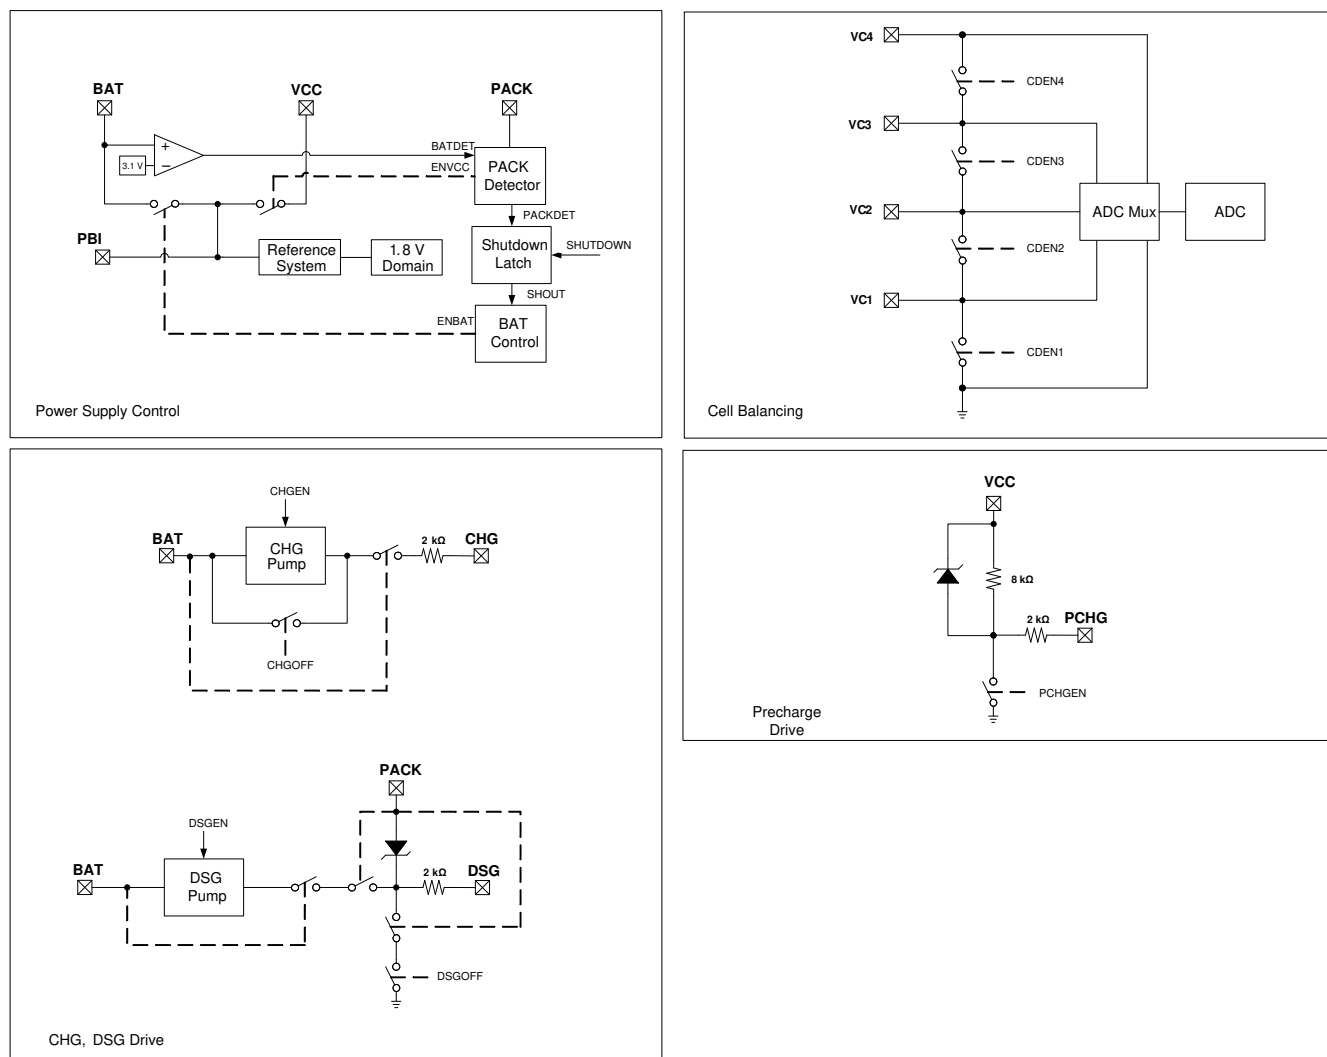 BAT
VCC
PACK
3.1 V
+
−
BATDET
ENVCC
PACK
Detector
PACKDET
PBI
Reference
System
1.8 V
Domain
Shutdown
Latch
SHUTDOWN
SHOUT
ENBAT
BAT
Control
Power Supply Control
VC4
CDEN4
VC3
CDEN3
VC2
ADC Mux
ADC
CDEN2
VC1
CDEN1
Cell Balancing
CHGEN
BAT
CHG
Pump
2 kΩ
CHG
CHGOFF
PACK
DSGEN
BAT
DSG
Pump
2 kΩ
DSG
DSGOFF
CHG, DSG Drive
VCC
8 kΩ
2 kΩ
PCHG
PCHGEN
Precharge
Drive